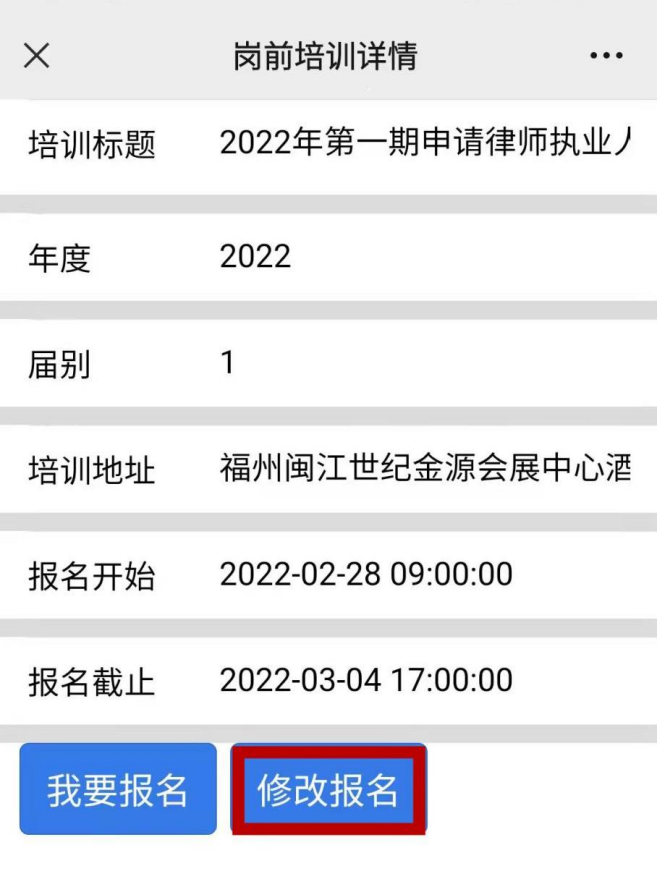 岗前培训详情
培训标题 2022年第一期申请律师执业人
年度 2022
届别 1
培训地址 福州闽江世纪金源会展中心酒
报名开始 2022-02-28 09:00:00
报名截止 2022-03-04 17:00:00
我要报名 修改报名